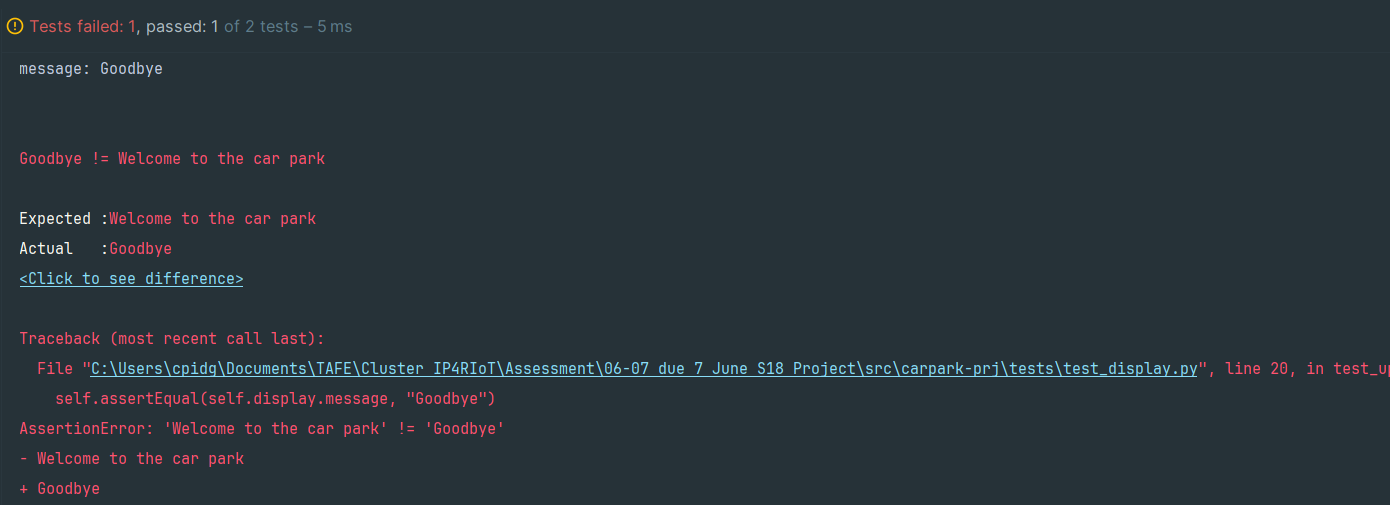 Tests failed: 1, passed: 1 of 2 tests – 5 ms
message: Goodbye
Goodbye != Welcome to the car park
Expected :Welcome to the car park
Actual   :Goodbye
<Click to see difference>
Traceback (most recent call last):
  File "C:\Users\cpidg\Documents\TAFE\Cluster IP4RIoT\Assessment\06-07 due 7 June S18 Project\src\carpark-prj\tests\test_display.py", line 20, in test_up
    self.assertEqual(self.display.message, "Goodbye")
AssertionError: 'Welcome to the car park' != 'Goodbye'
- Welcome to the car park
+ Goodbye